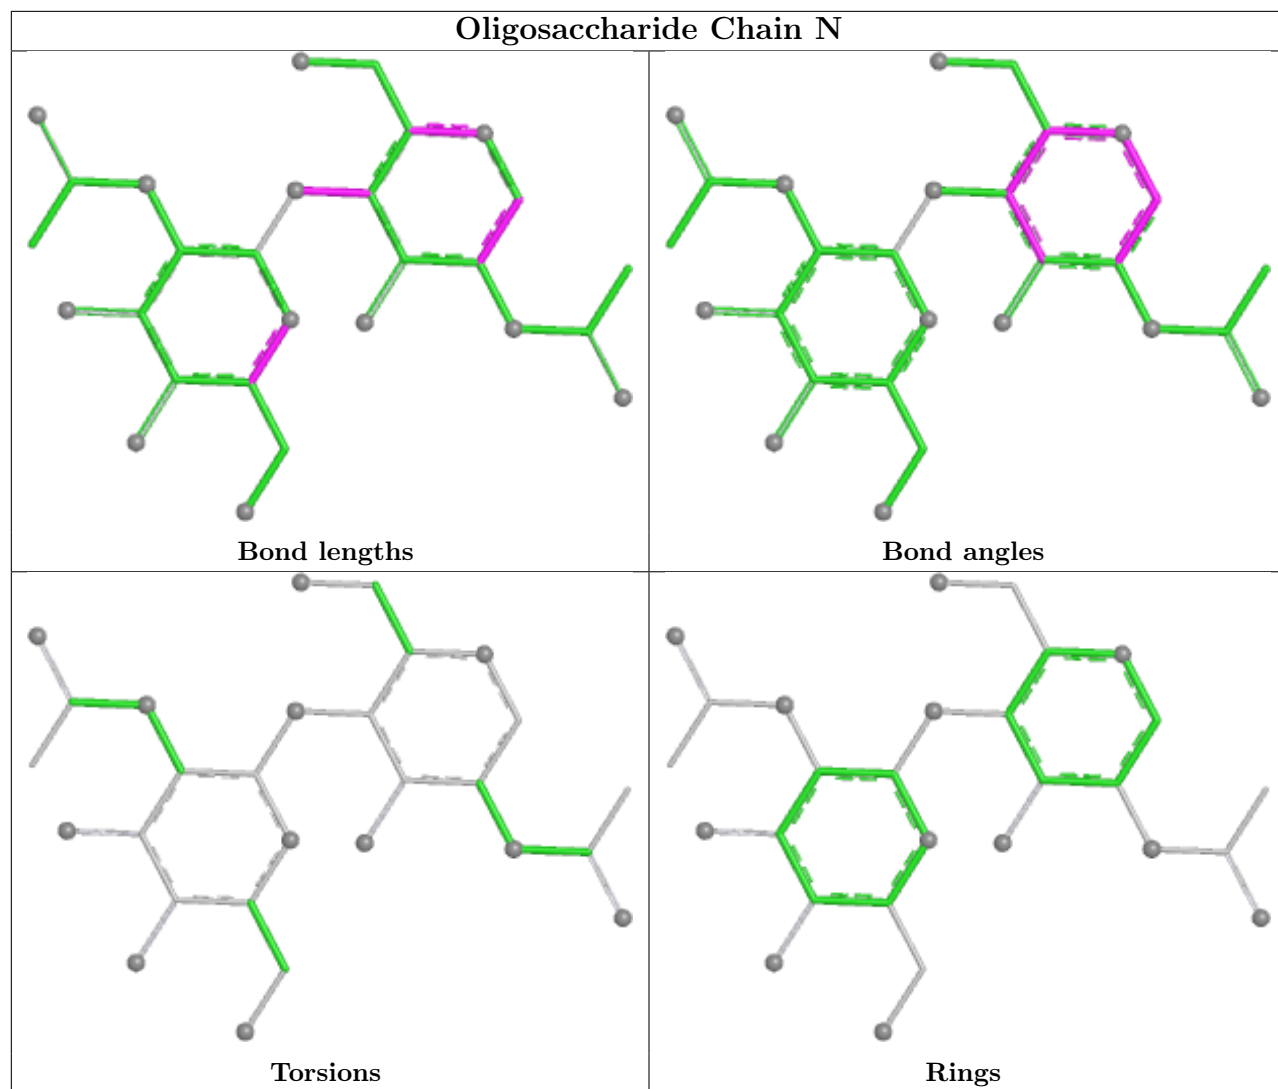 Oligosaccharide Chain N
Bond lengths
Bond angles
Torsions
Rings